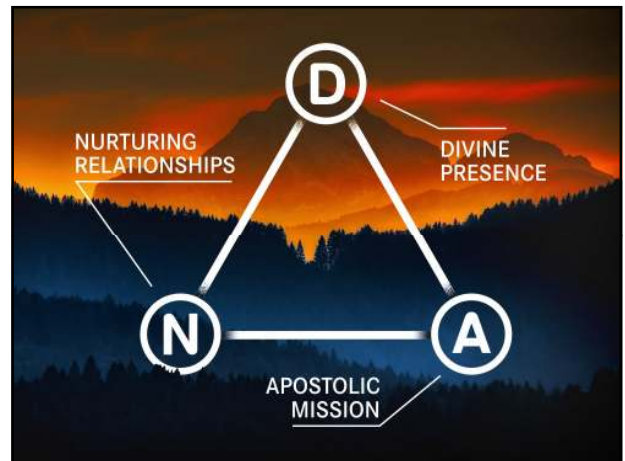 D
NURTURING
RELATIONSHIPS
DIVINE
PRESENCE
N
A
APOSTOLIC
MISSION